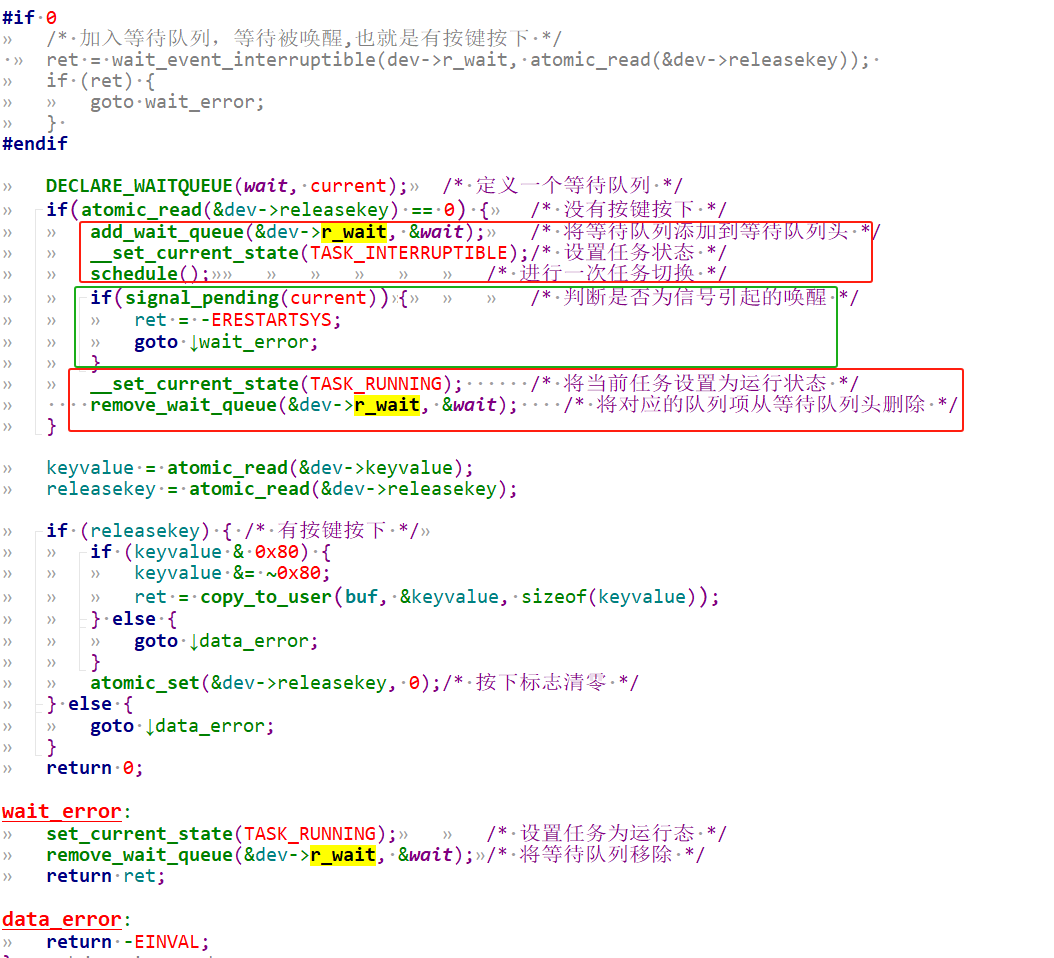 #if 0
/* 加入等待队列，等待被唤醒,也就是有按键按下 */
ret = wait_event_interruptible(dev->r_wait, atomic_read(&dev->releasekey));
if (ret) {
goto wait_error;
}
#endif
DECLARE_WAITQUEUE(wait, current); /* 定义一个等待队列 */
if(atomic_read(&dev->releasekey) == 0) { /* 没有按键按下 */
add_wait_queue(&dev->r_wait, &wait); /* 将等待队列添加到等待队列头 */
__set_current_state(TASK_INTERRUPTIBLE);/* 设置任务状态 */
schedule(); /* 进行一次任务切换 */
if(signal_pending(current)) { /* 判断是否为信号引起的唤醒 */
ret = -ERESTARTSYS;
goto ↓wait_error;
}
__set_current_state(TASK_RUNNING); /* 将当前任务设置为运行状态 */
remove_wait_queue(&dev->r_wait, &wait); /* 将对应的队列项从等待队列头删除 */
}
keyvalue = atomic_read(&dev->keyvalue);
releasekey = atomic_read(&dev->releasekey);
if (releasekey) { /* 有按键按下 */
if (keyvalue & 0x80) {
keyvalue &= ~0x80;
ret = copy_to_user(buf, &keyvalue, sizeof(keyvalue));
} else {
goto ↓data_error;
}
atomic_set(&dev->releasekey, 0);/* 按下标志清零 */
} else {
goto ↓data_error;
}
return 0;
wait_error:
set_current_state(TASK_RUNNING); /* 设置任务为运行态 */
remove_wait_queue(&dev->r_wait, &wait); /* 将等待队列移除 */
return ret;
data_error:
return -EINVAL;